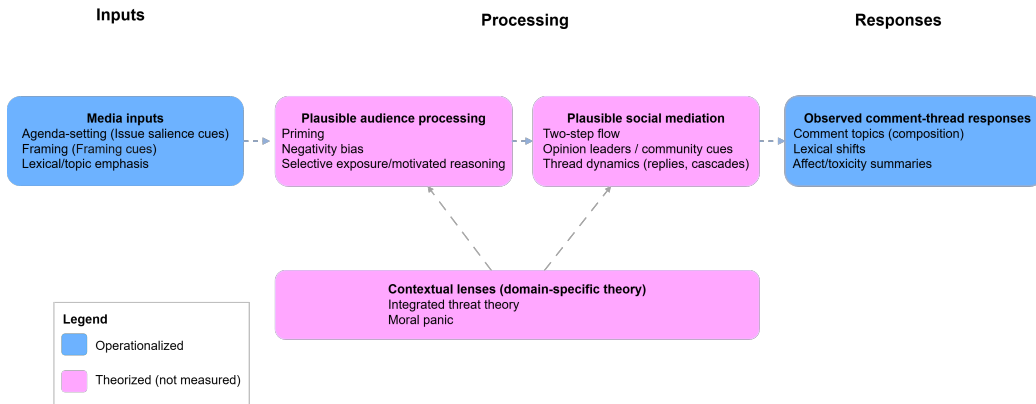 Inputs
Processing
Responses
Media inputs
Agenda-setting (Issue salience cues)
Framing (Framing cues)
Lexical/topic emphasis
Plausible audience processing
Priming
Negativity bias
Selective exposure/motivated reasoning
Plausible social mediation
Two-step flow
Opinion leaders / community cues
Thread dynamics (replies, cascades)
Observed comment-thread responses
Comment topics (composition)
Lexical shifts
Affect/toxicity summaries
Contextual lenses (domain-specific theory)
Integrated threat theory
Moral panic
Legend
Operationalized
Theorized (not measured)